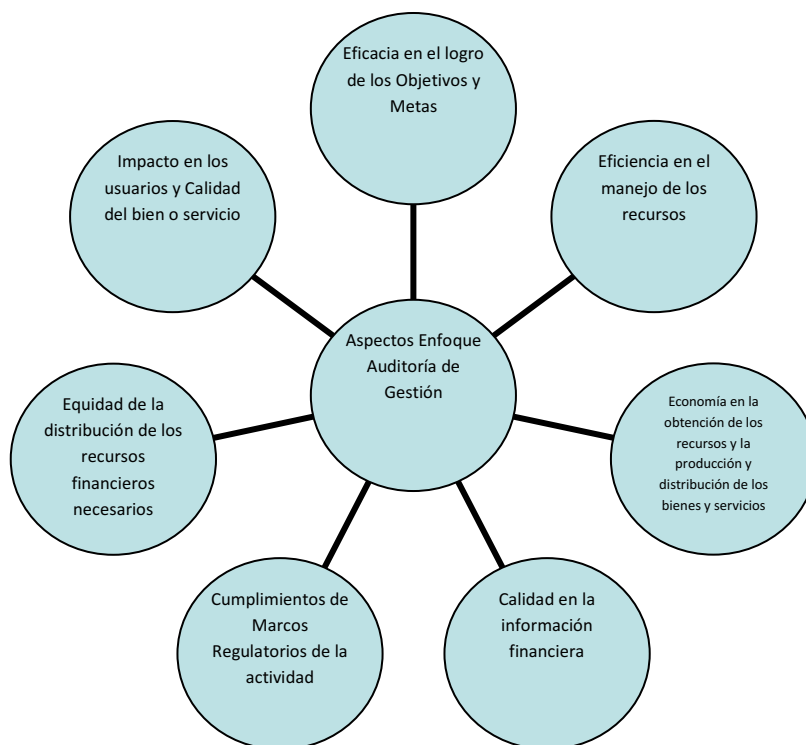 Eficacia en el logro
de los Objetivos y
Metas
Impacto en los
usuarios y Calidad
del bien o servicio
Eficiencia en el
manejo de los
recursos
Aspectos Enfoque
Auditoría de
Gestión
Equidad de la
distribución de los
recursos
financieros
necesarios
Economía en la
obtención de los
recursos y la
producción y
distribución de los
bienes y servicios
Cumplimientos de
Marcos
Regulatorios de la
actividad
Calidad en la
información
financiera